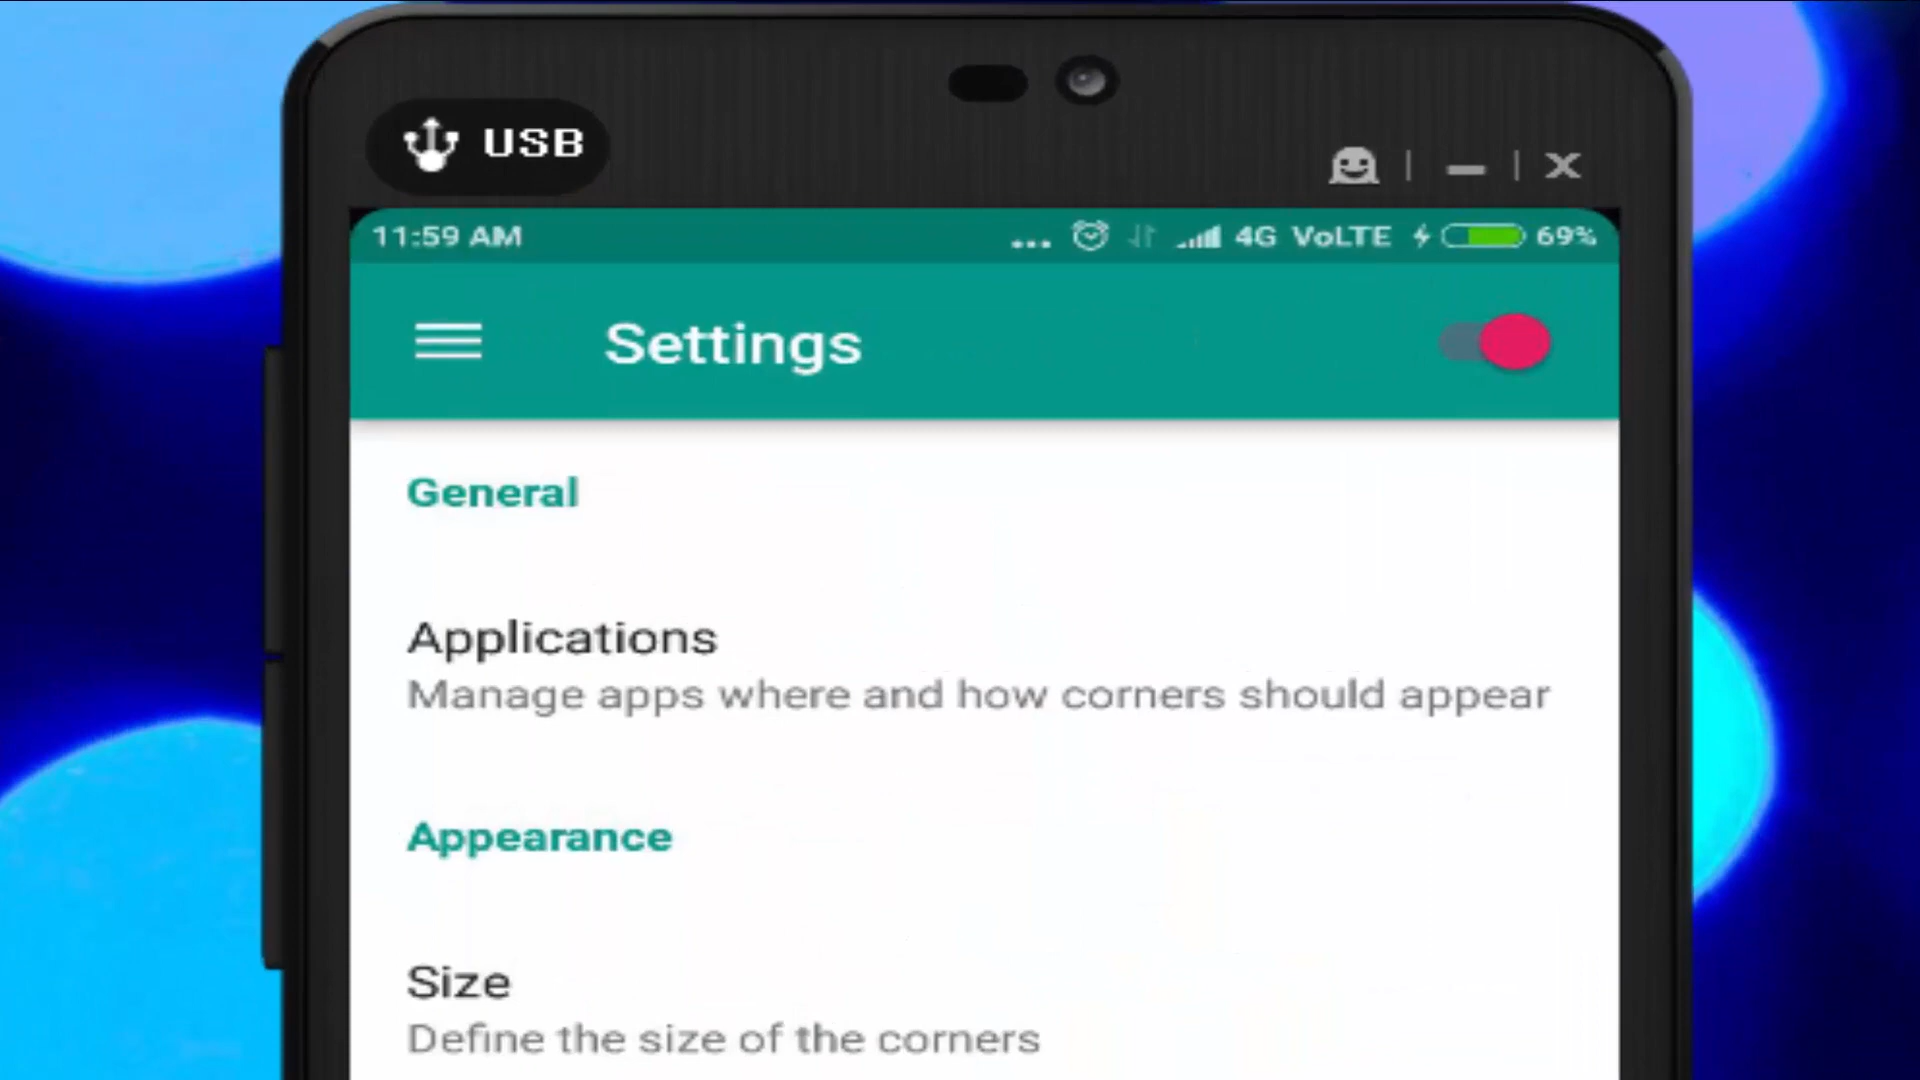 USB
11:59 AM ... 4G VoLTE 69%
Settings
General
Applications
Manage apps where and how corners should appear
Appearance
Size
Define the size of the corners